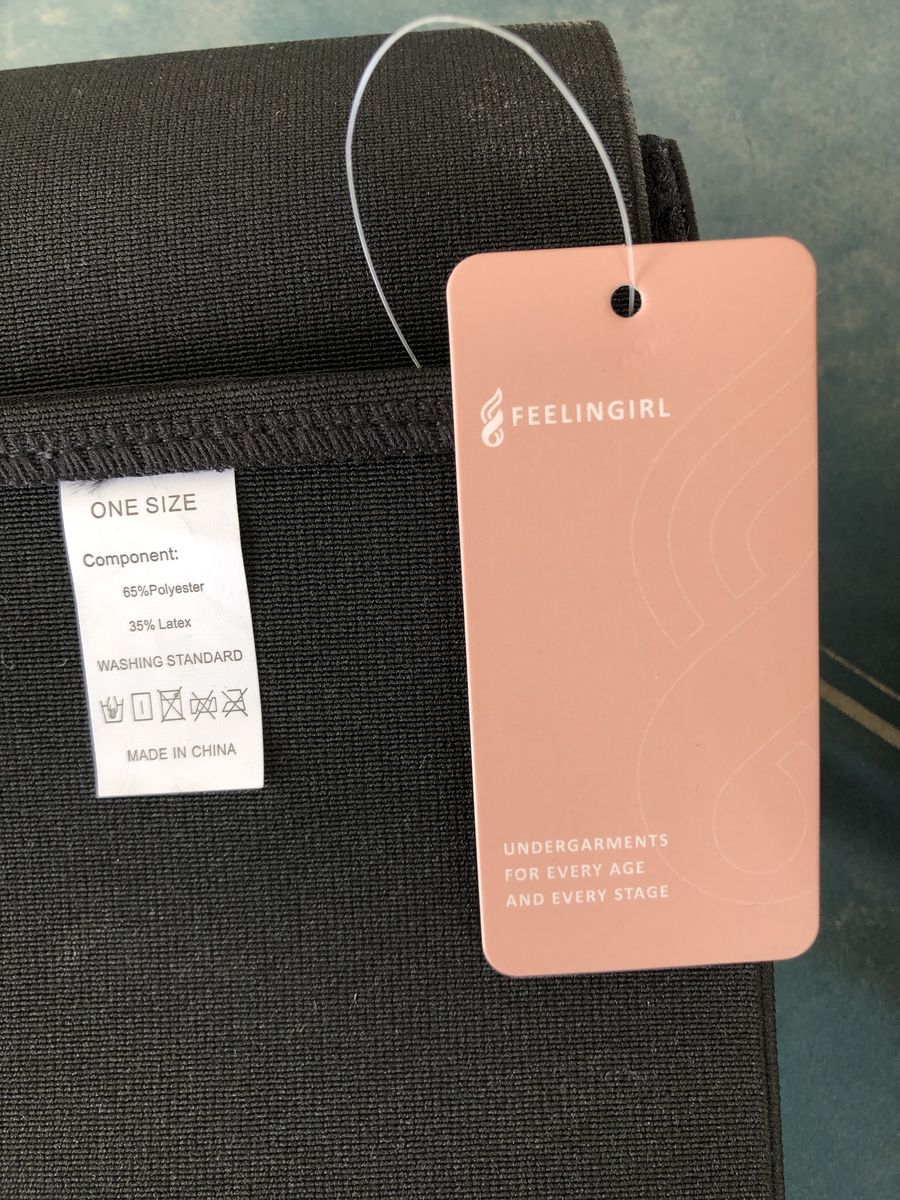 FEELINGIRL
UNDERGARMENTS
FOR EVERY AGE
AND EVERY STAGE
ONE SIZE
Component:
65%Polyester
35% Latex
WASHING STANDARD
MADE IN CHINA